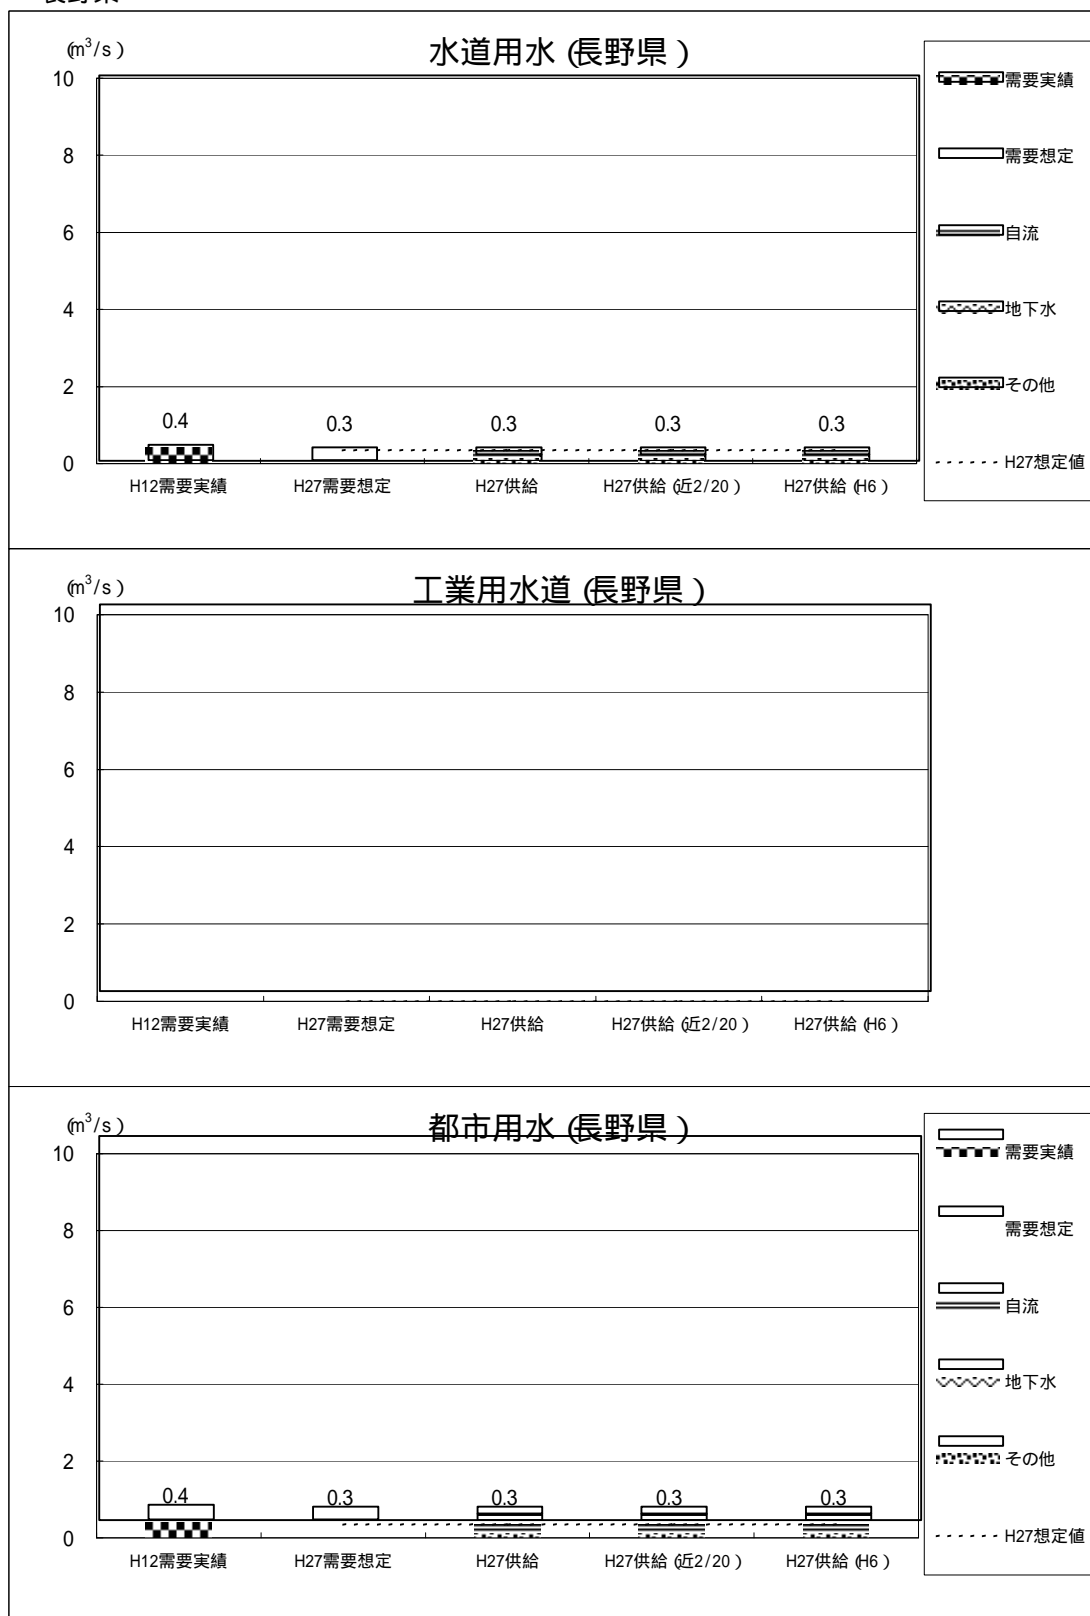 長野県
(m³/s)
水道用水 (長野県)
10
8
6
4
2
0
0.4
0.3
0.3
0.3
0.3
H12需要実績
H27需要想定
H27供給
H27供給 (近2/20)
H27供給 (H6)
需要実績
需要想定
自流
地下水
その他
H27想定値
(m³/s)
工業用水道 (長野県)
10
8
6
4
2
0
H12需要実績
H27需要想定
H27供給
H27供給 (近2/20)
H27供給 (H6)
(m³/s)
都市用水 (長野県)
10
8
6
4
2
0
0.4
0.3
0.3
0.3
0.3
H12需要実績
H27需要想定
H27供給
H27供給 (近2/20)
H27供給 (H6)
需要実績
需要想定
自流
地下水
その他
H27想定値